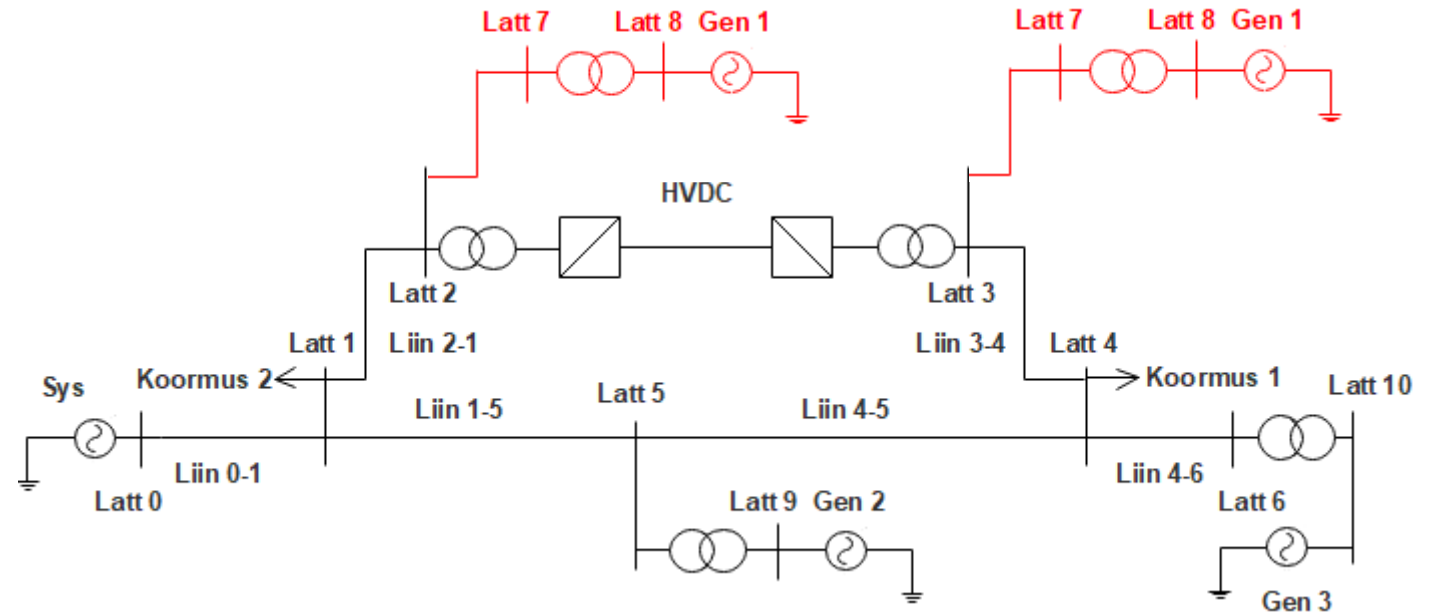 Latt 7 Latt 8 Gen 1 Latt 7 Latt 8 Gen 1
HVDC
Latt 2 Latt 3
Latt 1 Liin 2-1 Liin 3-4 Latt 4
Sys Koormus 2 Koormus 1 Latt 10
Liin 1-5 Latt 5 Liin 4-5
Liin 0-1 Liin 4-6
Latt 0 Latt 9 Gen 2 Latt 6
Gen 3